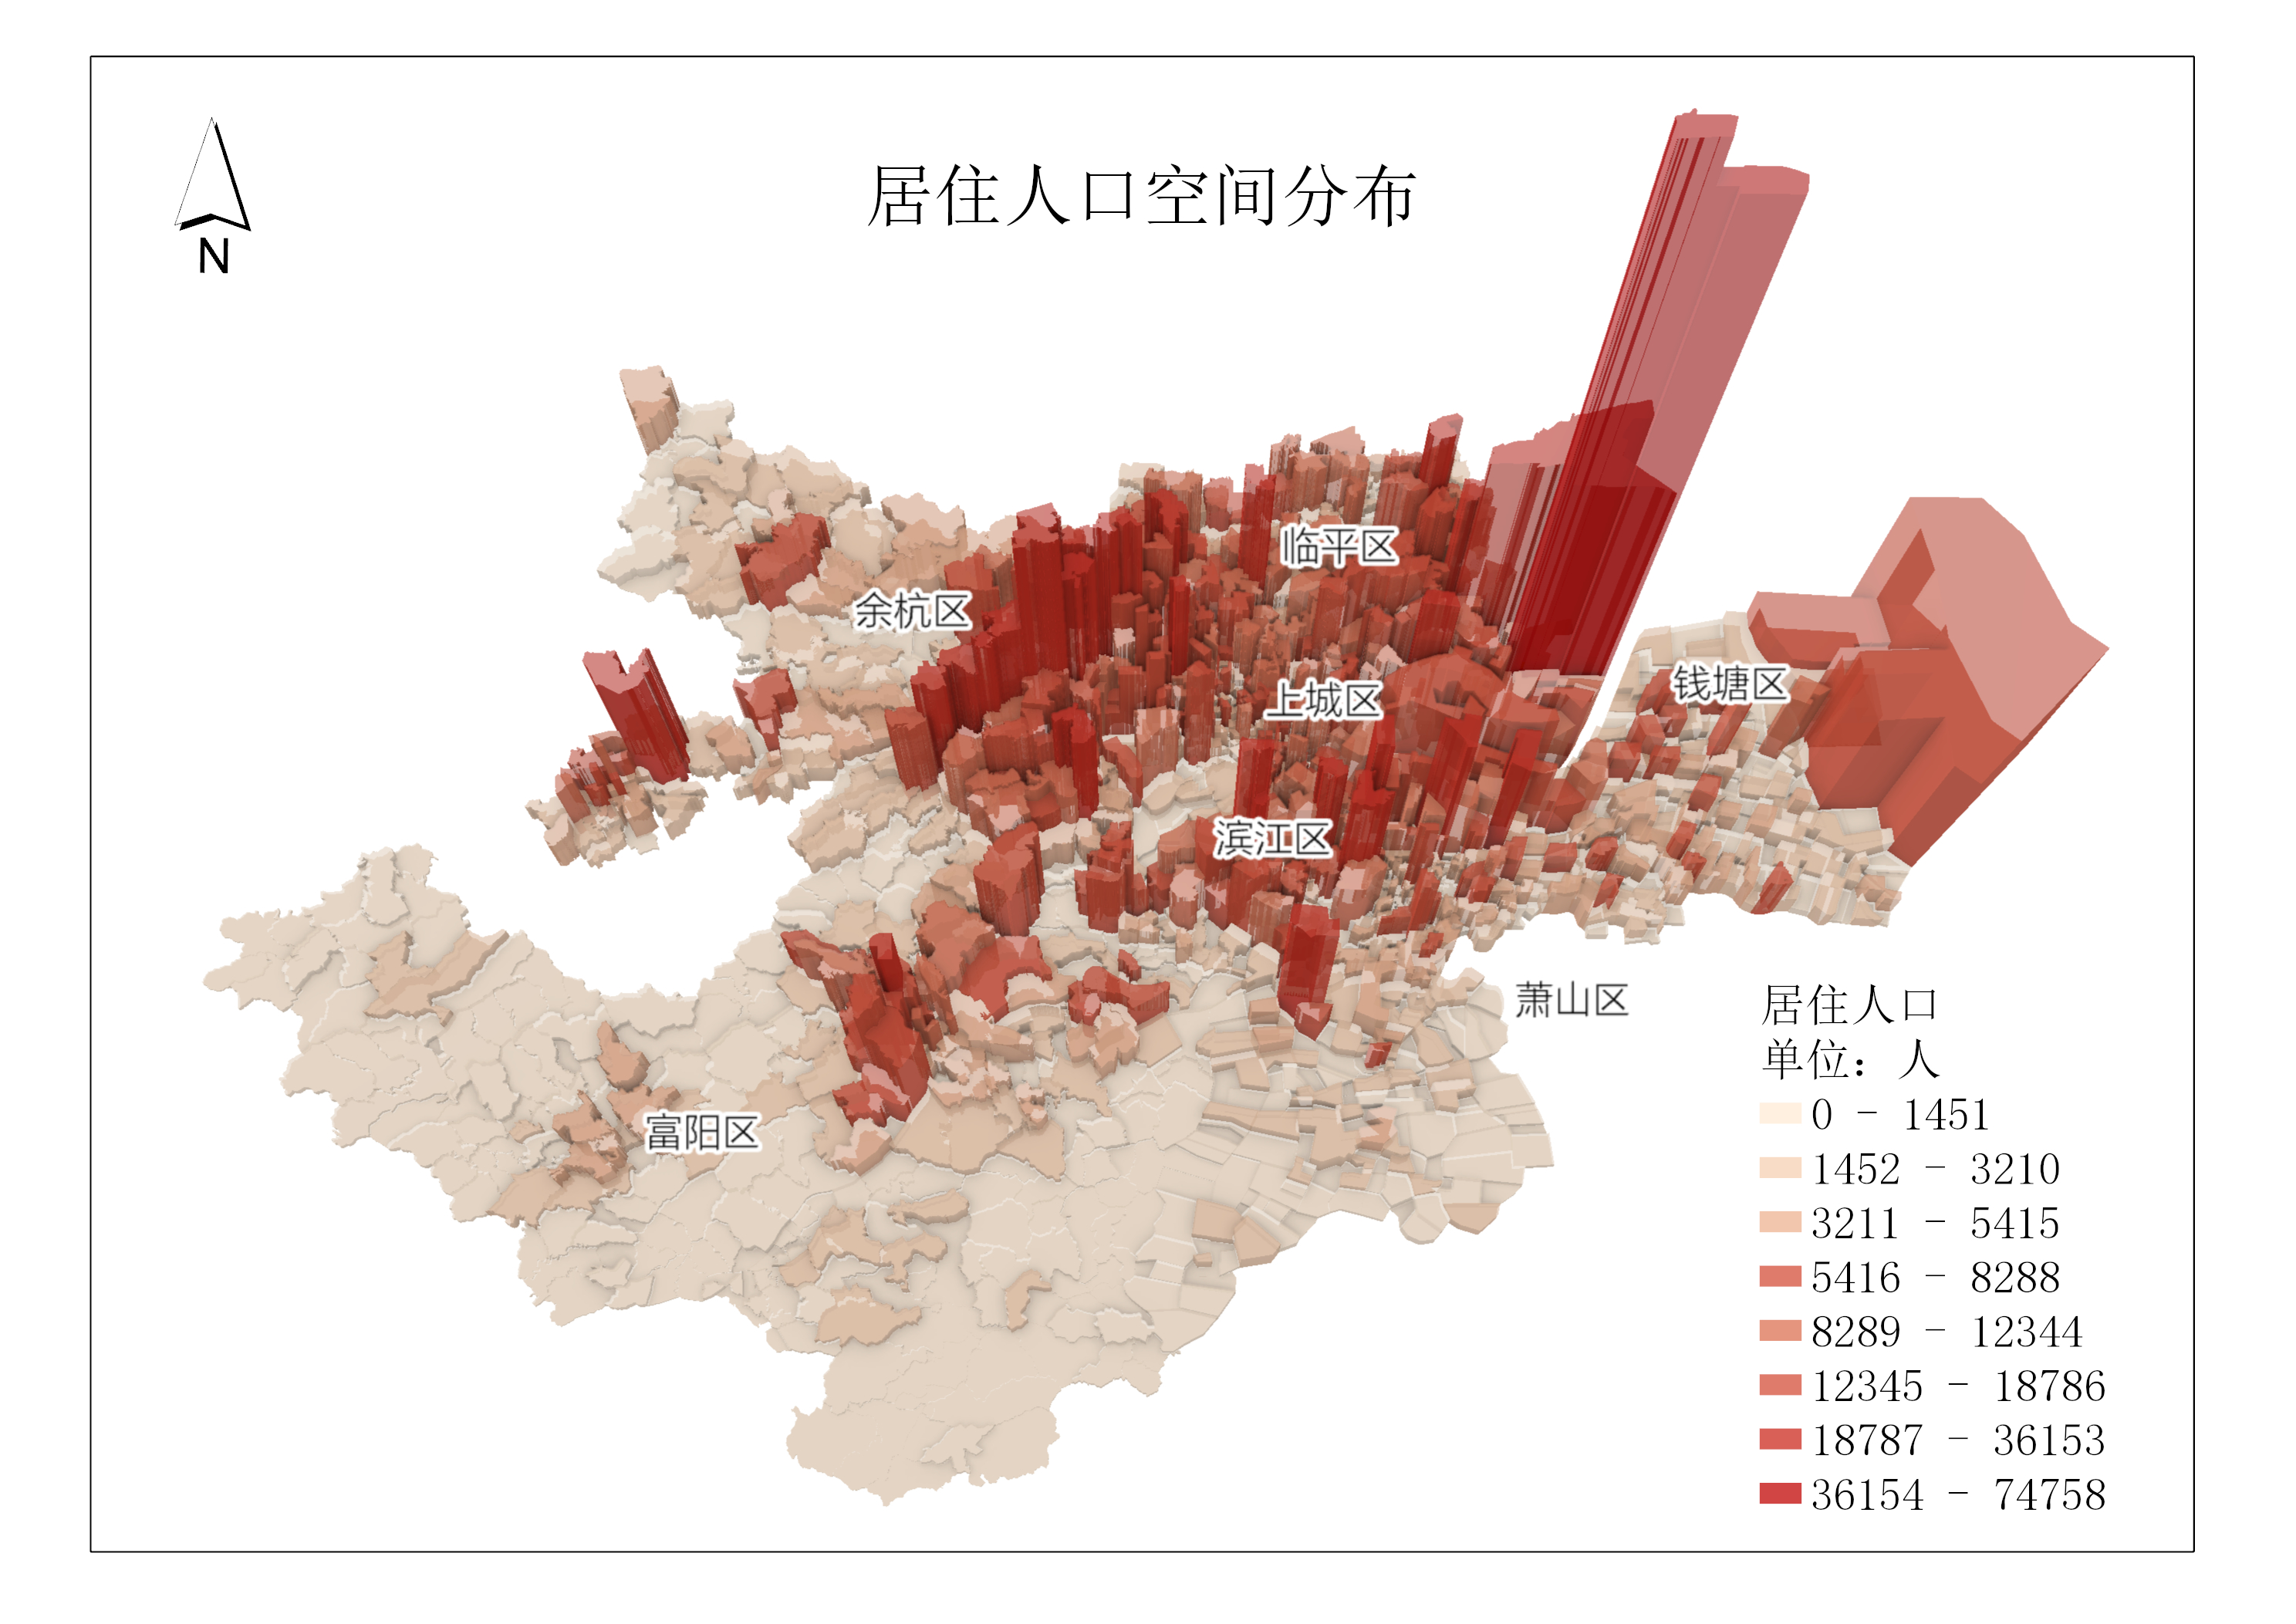 N
居住人口空间分布
临平区
余杭区
钱塘区
上城区
滨江区
萧山区
富阳区
居住人口
单位：人
0 - 1451
1452 - 3210
3211 - 5415
5416 - 8288
8289 - 12344
12345 - 18786
18787 - 36153
36154 - 74758